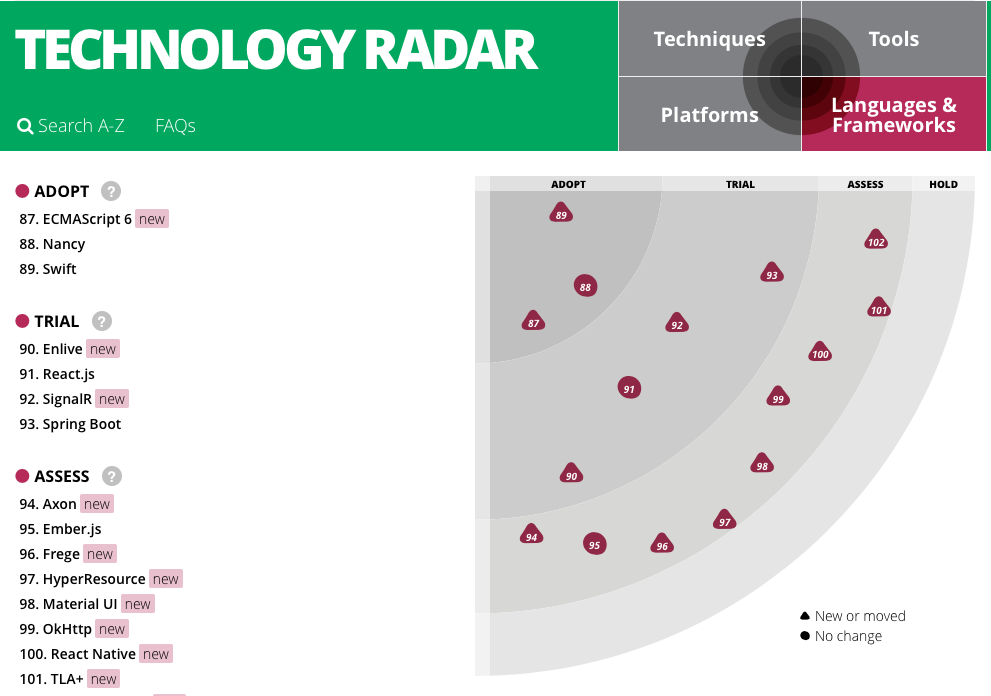 TECHNOLOGY RADAR
Search A-Z FAQs
Techniques
Tools
Platforms
Languages &
Frameworks
ADOPT ?
87. ECMAScript 6 new
88. Nancy
89. Swift
TRIAL ?
90. Enlive new
91. React.js
92. SignalR new
93. Spring Boot
ASSESS ?
94. Axon new
95. Ember.js
96. Frege new
97. HyperResource new
98. Material UI new
99. OkHttp new
100. React Native new
101. TLA+ new
ADOPT TRIAL ASSESS HOLD
89
102
93
88
101
87
92
100
91
99
98
90
97
94
95
96
New or moved
No change